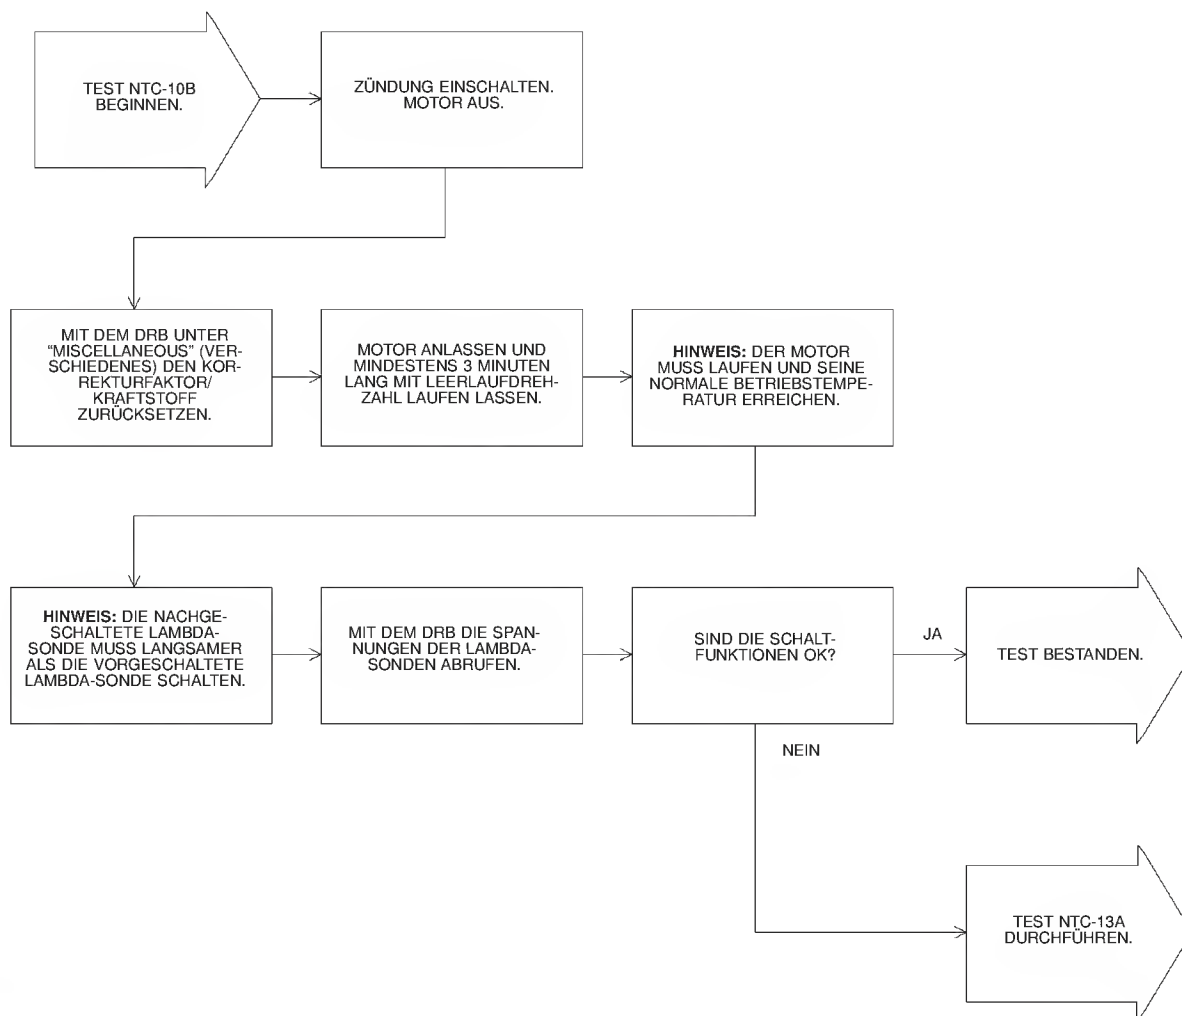 TEST NTC-10B
BEGINNEN.
ZÜNDUNG EINSCHALTEN.
MOTOR AUS.
MIT DEM DRB UNTER
“MISCELLANEOUS” (VER-
SCHIEDENES) DEN KOR-
REKTURFAKTOR/
KRAFTSTOFF
ZURÜCKSETZEN.
MOTOR ANLASSEN UND
MINDESTENS 3 MINUTEN
LANG MIT LEERLAUFDREH-
ZAHL LAUFEN LASSEN.
HINWEIS: DER MOTOR
MUSS LAUFEN UND SEINE
NORMALE BETRIEBSTEMPE-
RATUR ERREICHEN.
HINWEIS: DIE NACHGE-
SCHALTETE LAMBDA-
SONDE MUSS LANGSAMER
ALS DIE VORGESCHALTETE
LAMBDA-SONDE SCHALTEN.
MIT DEM DRB DIE SPAN-
NUNGEN DER LAMBDA-
SONDEN ABRUFEN.
SIND DIE SCHALT-
FUNKTIONEN OK?
JA
TEST BESTANDEN.
NEIN
TEST NTC-13A
DURCHFÜHREN.